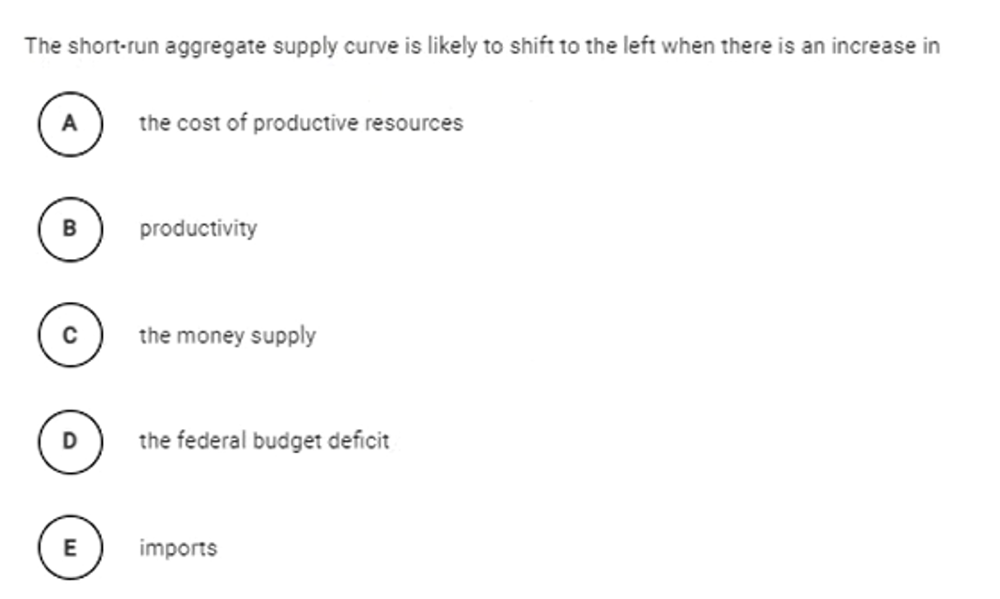 The short-run aggregate supply curve is likely to shift to the left when there is an increase in
A the cost of productive resources
B productivity
C the money supply
D the federal budget deficit
E imports